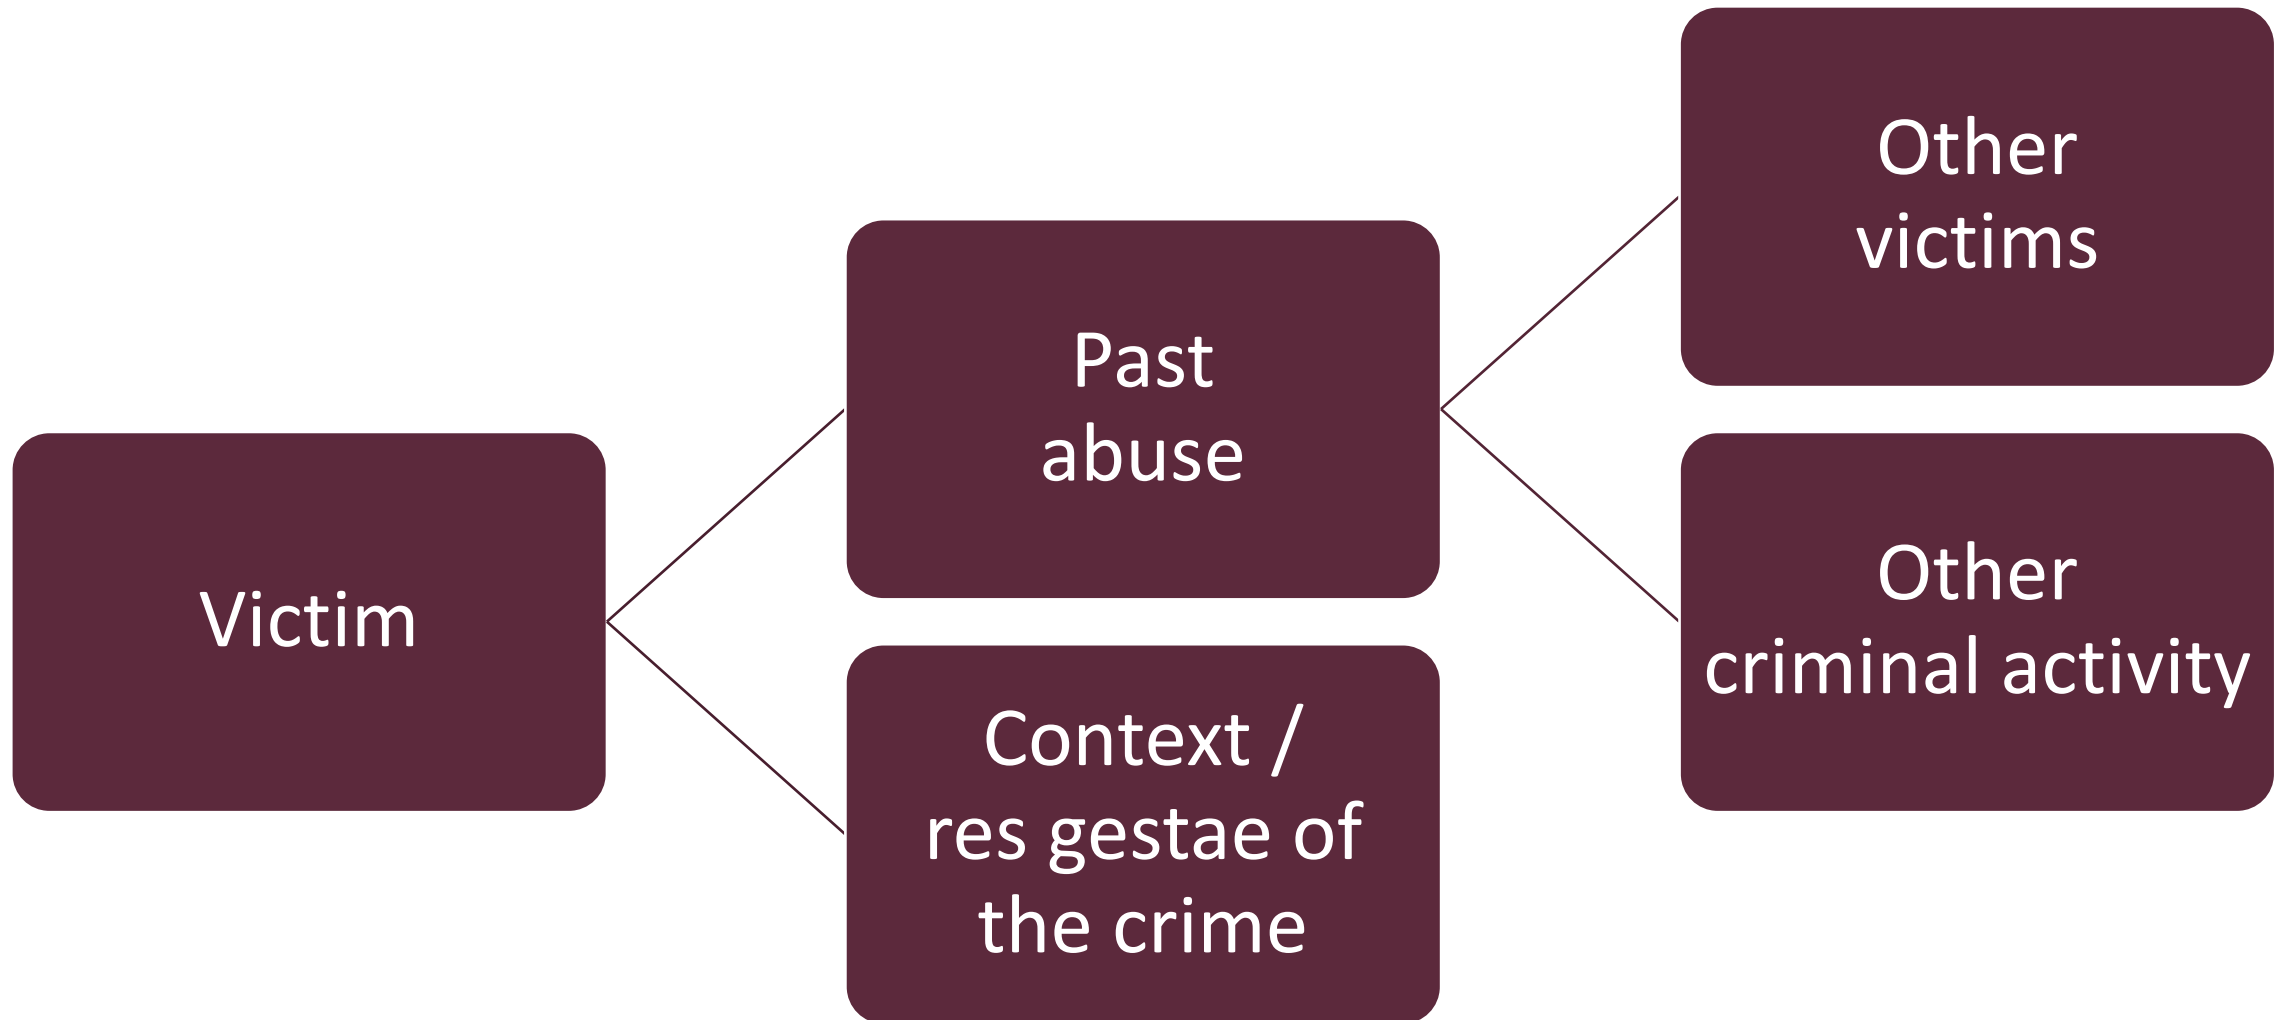 Victim
Past
abuse
Context /
res gestae of
the crime
Other
victims
Other
criminal activity